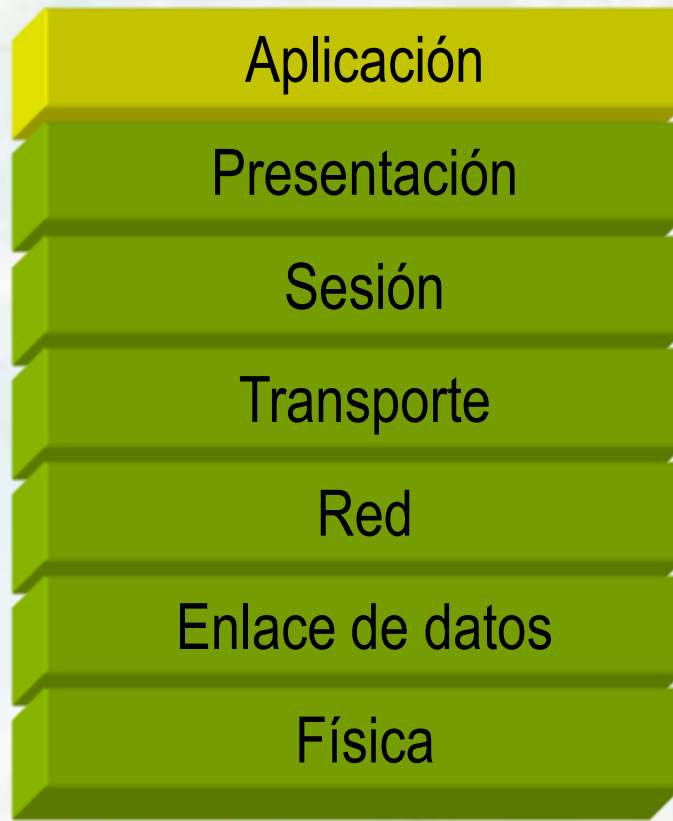 Aplicación
Presentación
Sesión
Transporte
Red
Enlace de datos
Física